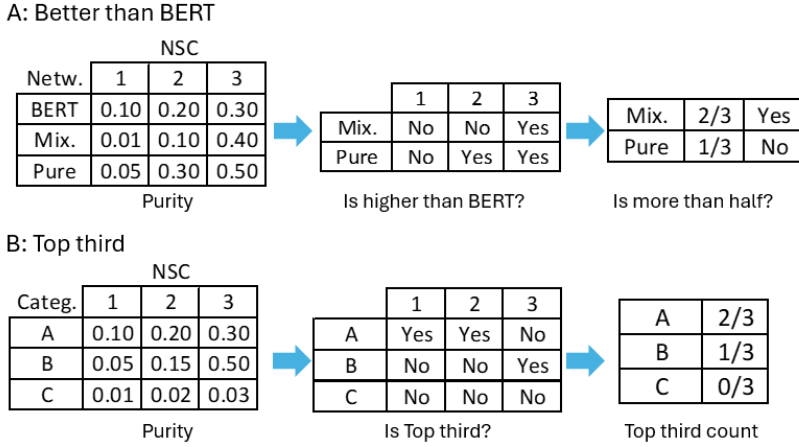 A: Better than BERT
NSC
Netw. 1 2 3
BERT 0.10 0.20 0.30
Mix. 0.01 0.10 0.40
Pure 0.05 0.30 0.50
Purity
1 2 3
Mix. No No Yes
Pure No Yes Yes
Is higher than BERT?
Mix. 2/3 Yes
Pure 1/3 No
Is more than half?
B: Top third
NSC
Categ. 1 2 3
A 0.10 0.20 0.30
B 0.05 0.15 0.50
C 0.01 0.02 0.03
Purity
1 2 3
A Yes Yes No
B No No Yes
C No No No
Is Top third?
A 2/3
B 1/3
C 0/3
Top third count